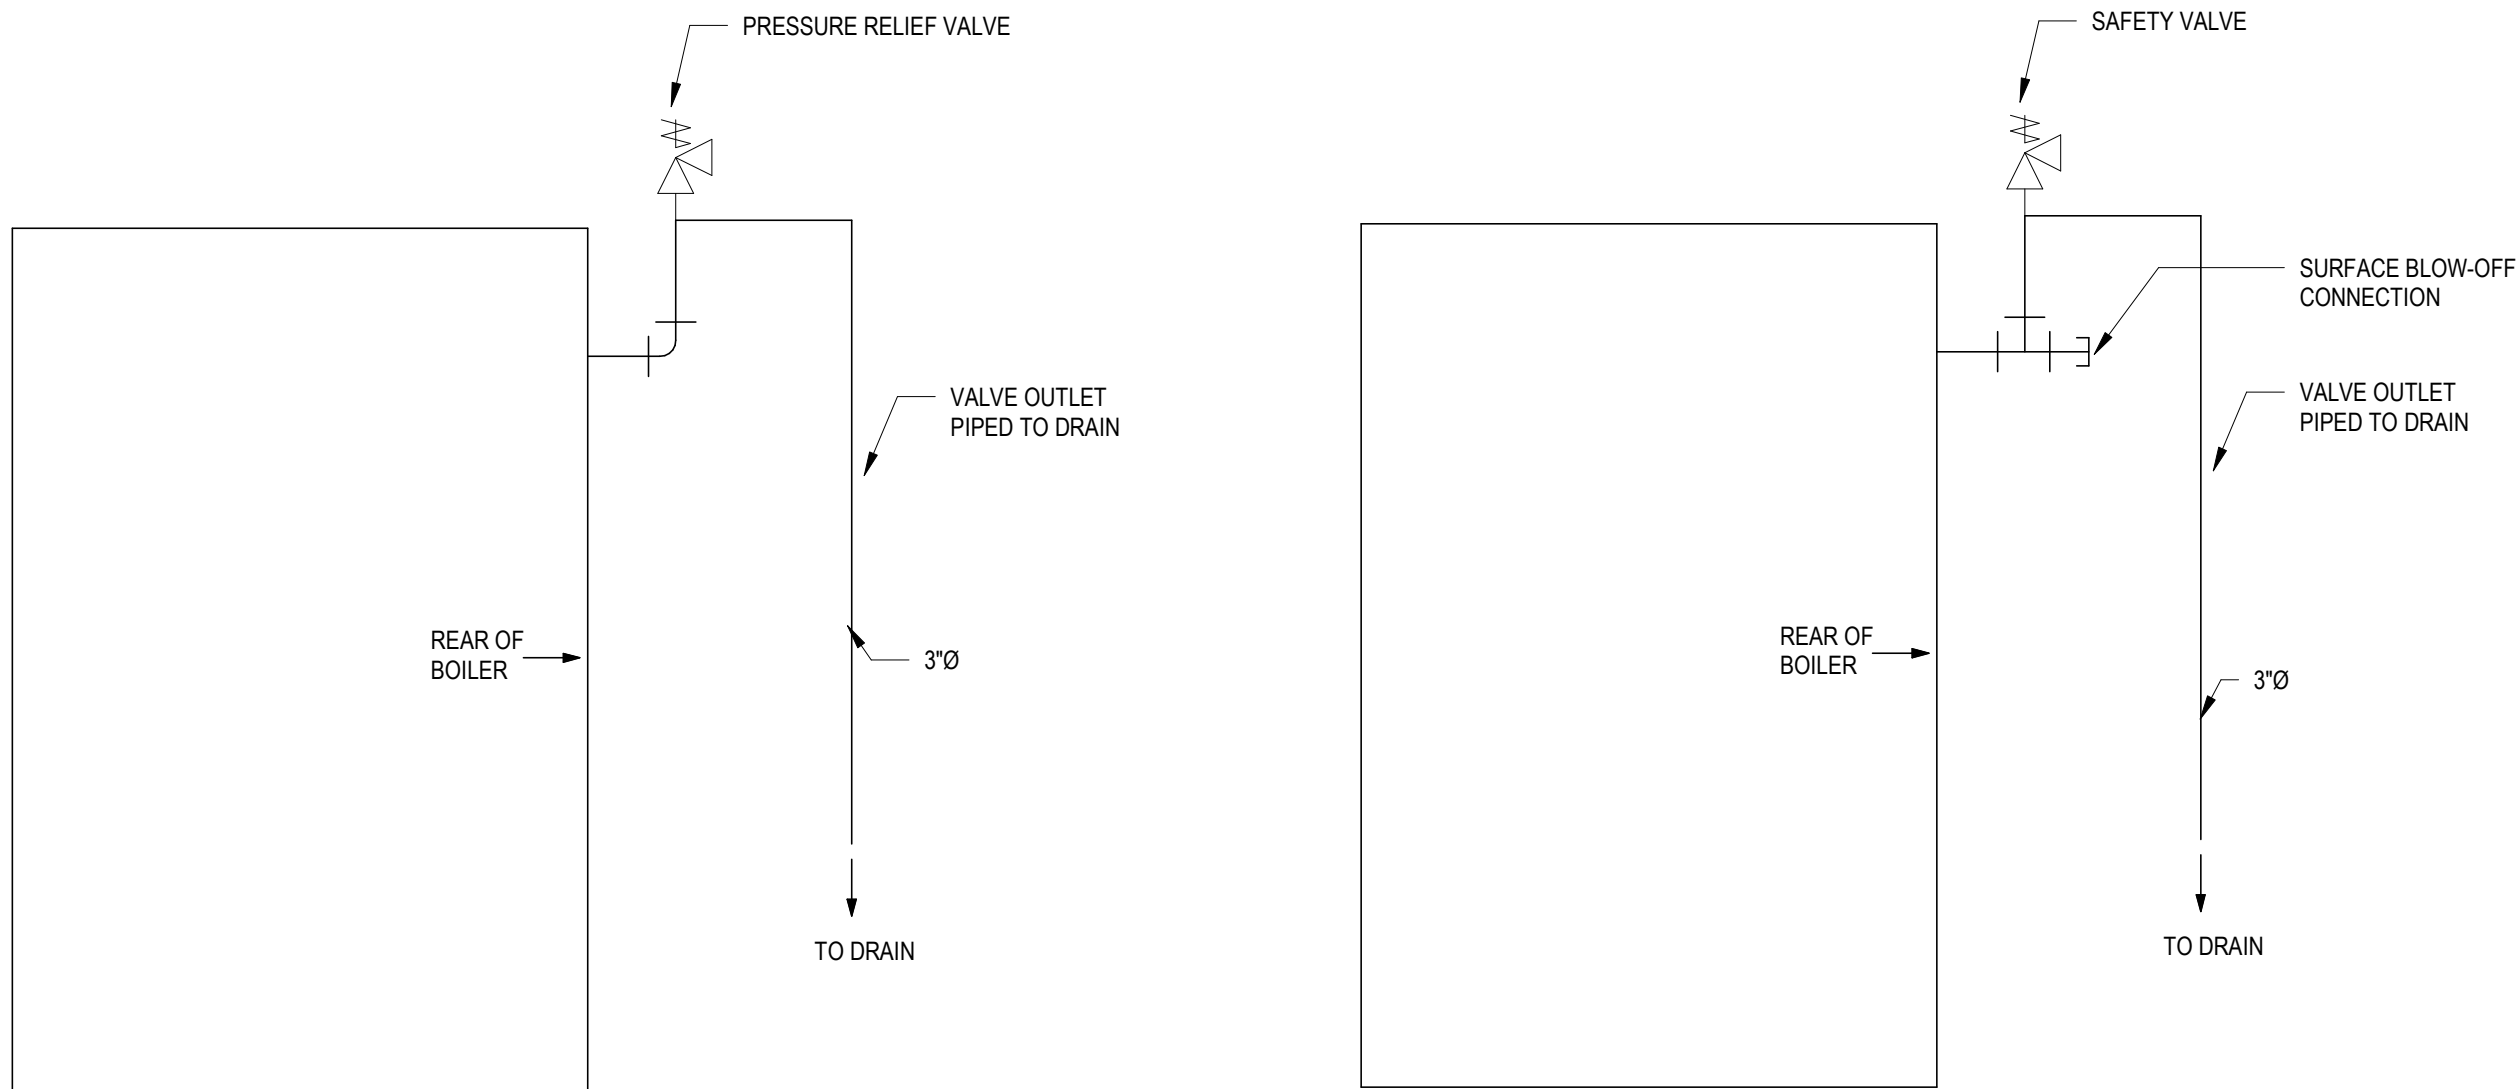 PRESSURE RELIEF VALVE
VALVE OUTLET
PIPED TO DRAIN
REAR OF
BOILER
3"Ø
TO DRAIN
SAFETY VALVE
SURFACE BLOW-OFF
CONNECTION
VALVE OUTLET
PIPED TO DRAIN
REAR OF
BOILER
3"Ø
TO DRAIN